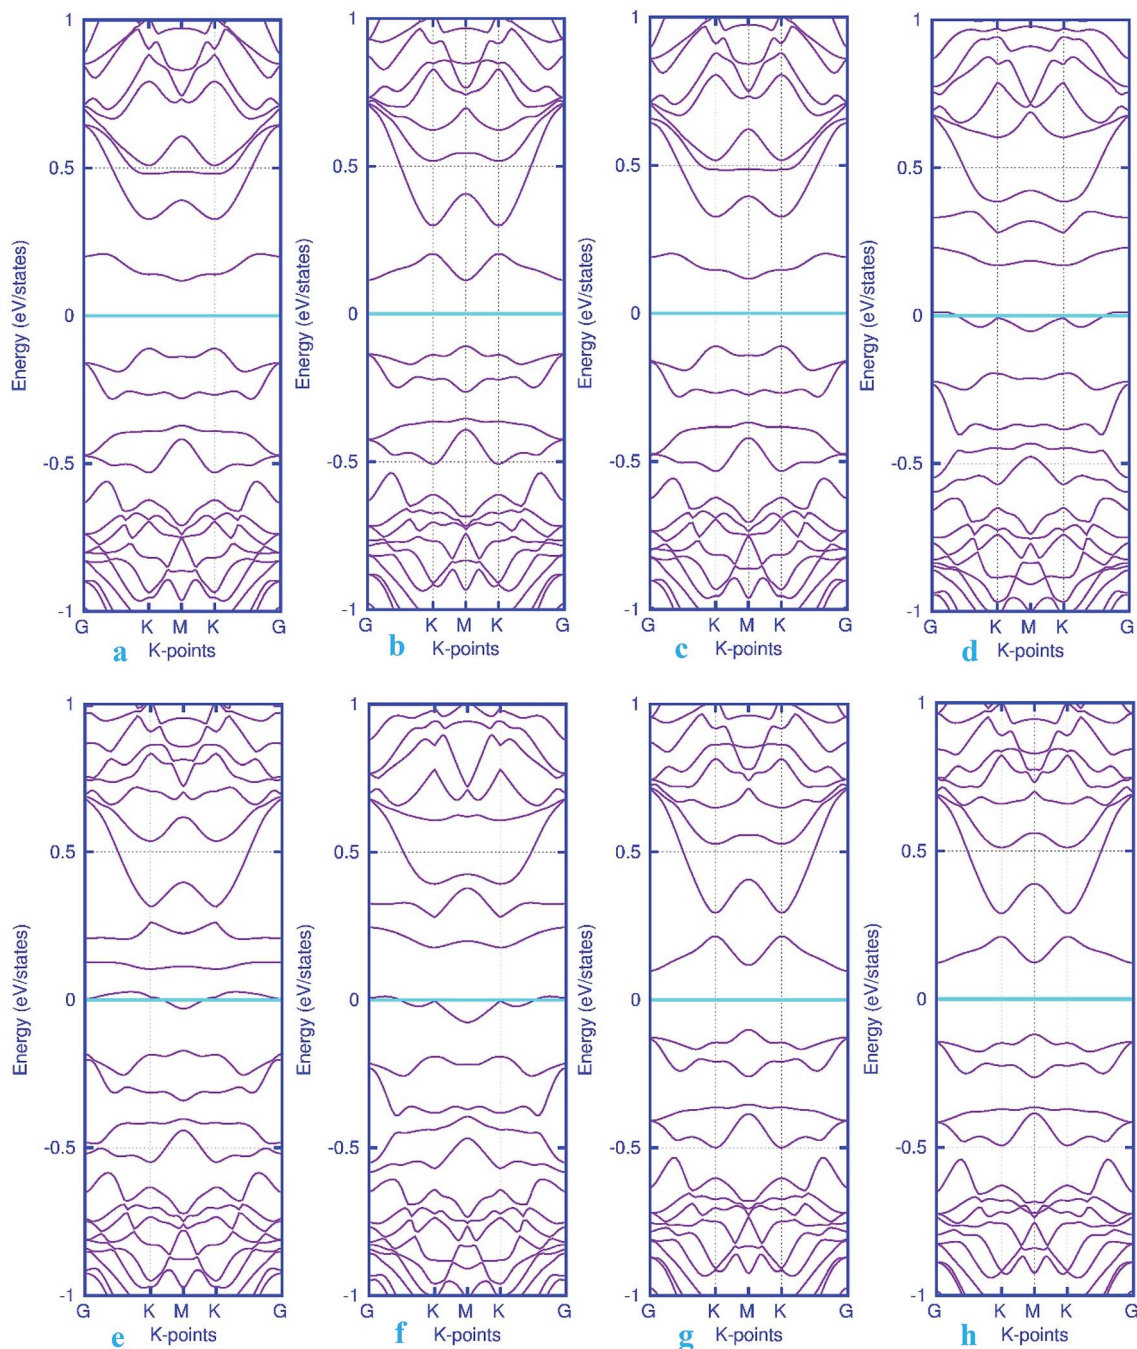 1
0.5
0
-0.5
-1
Energy (eV/states)
G K M K G
a K-points
1
0.5
0
-0.5
-1
Energy (eV/states)
G K M K G
b K-points
1
0.5
0
-0.5
-1
Energy (eV/states)
G K M K G
c K-points
1
0.5
0
-0.5
-1
Energy (eV/states)
G K M K G
d K-points
1
0.5
0
-0.5
-1
Energy (eV/states)
G K M K G
e K-points
1
0.5
0
-0.5
-1
Energy (eV/states)
G K M K G
f K-points
1
0.5
0
-0.5
-1
Energy (eV/states)
G K M K G
g K-points
1
0.5
0
-0.5
-1
Energy (eV/states)
G K M K G
h K-points